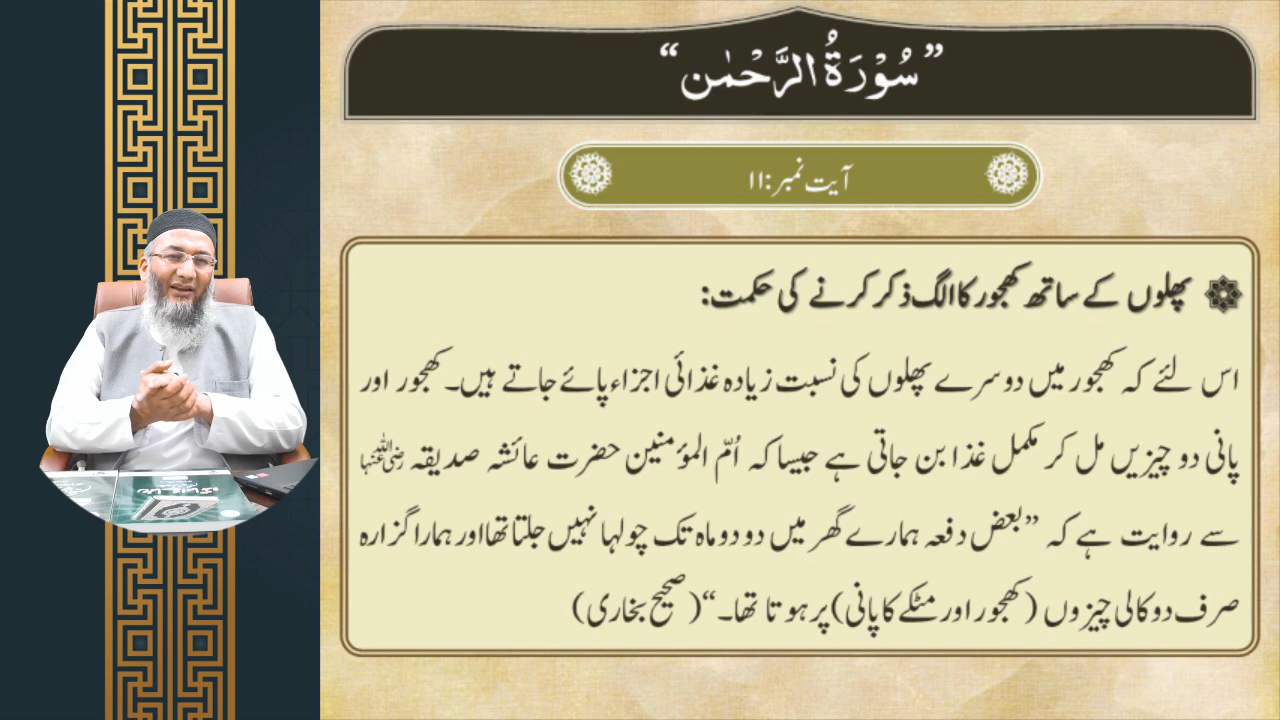 ”سُوْرَةُ الرَّحْمٰن“
آیت نمبر: ۱۱
پھلوں کے ساتھ کھجور کا الگ ذکر کرنے کی حکمت:
اس لئے کہ کھجور میں دوسرے پھلوں کی نسبت زیادہ غذائی اجزاء پائے جاتے ہیں۔ کھجور اور
پانی دو چیزیں مل کر مکمل غذا بن جاتی ہے جیسا کہ اُمّ المؤمنین حضرت عائشہ صدیقہ رضی اللہ عنہا
سے روایت ہے کہ ”بعض دفعہ ہمارے گھر میں دو دو ماہ تک چولہا نہیں جلتا تھا اور ہمارا گزارہ
صرف دو کالی چیزوں (کھجور اور مٹکے کا پانی) پر ہوتا تھا۔“ (صحیح بخاری)